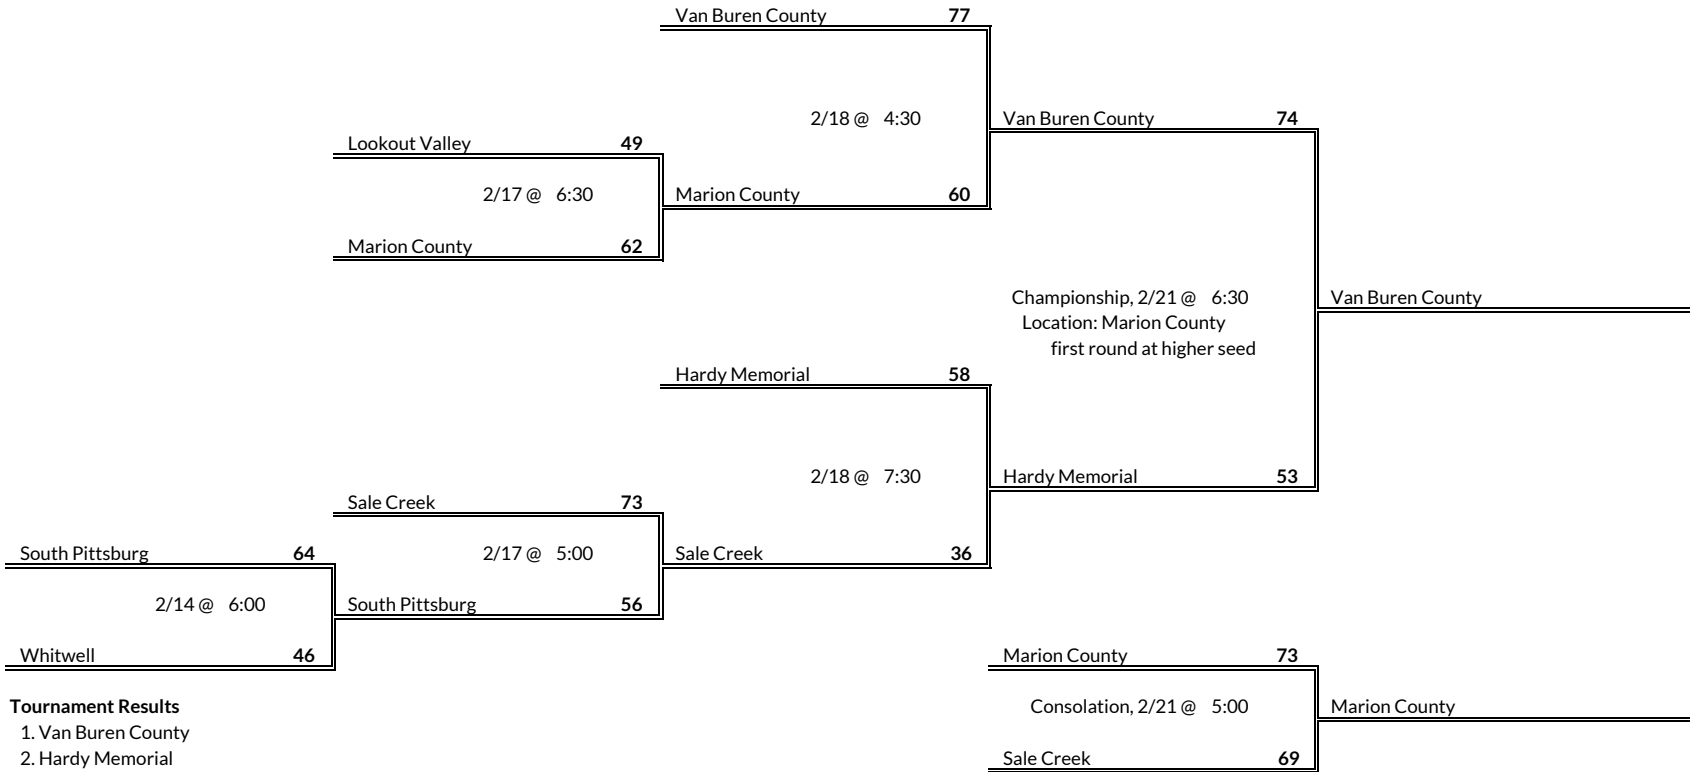 Van Buren County 77
2/18 @ 4:30
Van Buren County 74
Lookout Valley 49
2/17 @ 6:30
Marion County 60
Marion County 62
Championship, 2/21 @ 6:30
Van Buren County
Location: Marion County
first round at higher seed
Hardy Memorial 58
2/18 @ 7:30
Hardy Memorial 53
Sale Creek 73
South Pittsburg 64
2/17 @ 5:00
Sale Creek 36
2/14 @ 6:00
South Pittsburg 56
Whitwell 46
Marion County 73
Tournament Results
Consolation, 2/21 @ 5:00
Marion County
1. Van Buren County
2. Hardy Memorial
Sale Creek 69